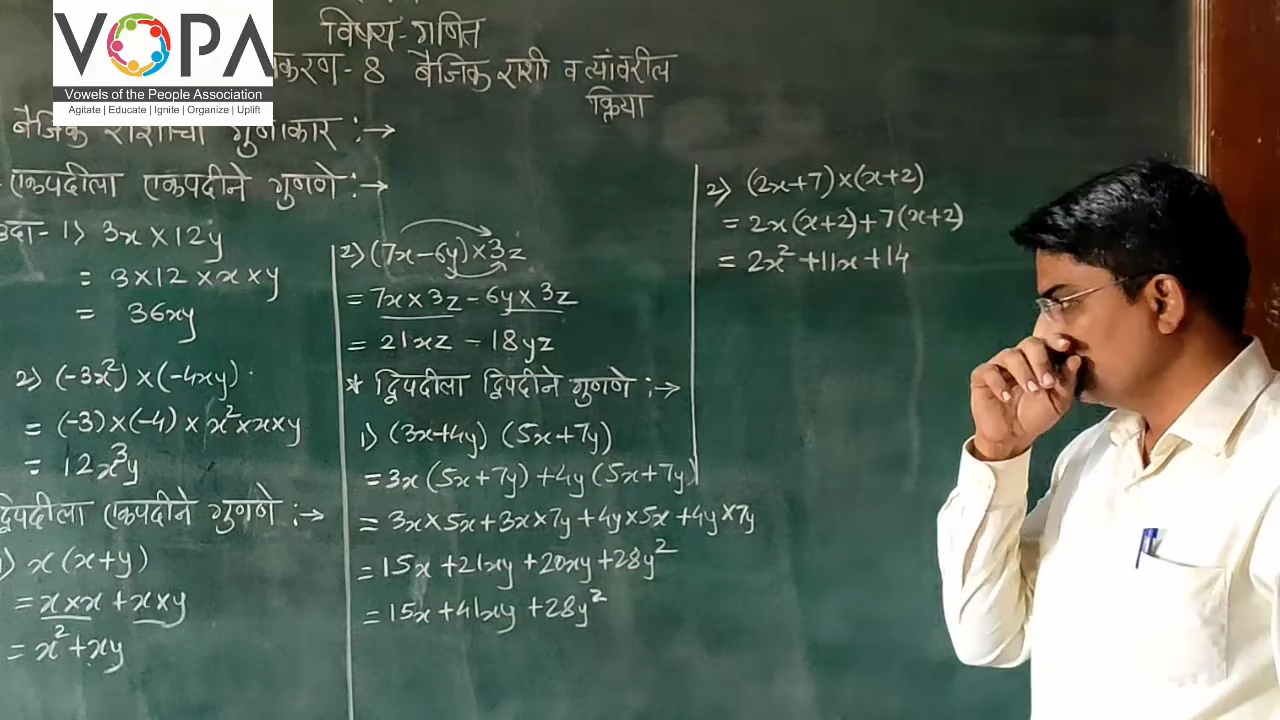 VOPA
Vowels of the People Association
Agitate | Educate | Ignite | Organize | Uplift
विषय-गणित
करण-8 बैजिक राशी व त्यांवरील
क्रिया
बैजिक राशींचा गुणाकार :→
एकपदीला एकपदीने गुणणे :→
उदा-1) 3x×12y
= 3×12×x×y
= 36xy
2) (-3x²)×(-4xy)
= (-3)×(-4)×x²×x×y
= 12x³y
द्विपदीला एकपदीने गुणणे :→
1) x(x+y)
= x×x+x×y
= x²+xy
2) (7x-6y)×3z
= 7x×3z-6y×3z
= 21xz-18yz
* द्विपदीला द्विपदीने गुणणे :→
1) (3x+4y) (5x+7y)
= 3x(5x+7y)+4y(5x+7y)
= 3x×5x+3x×7y+4y×5x+4y×7y
= 15x+21xy+20xy+28y²
= 15x+41xy+28y²
2) (2x+7)×(x+2)
= 2x(x+2)+7(x+2)
= 2x²+11x+14